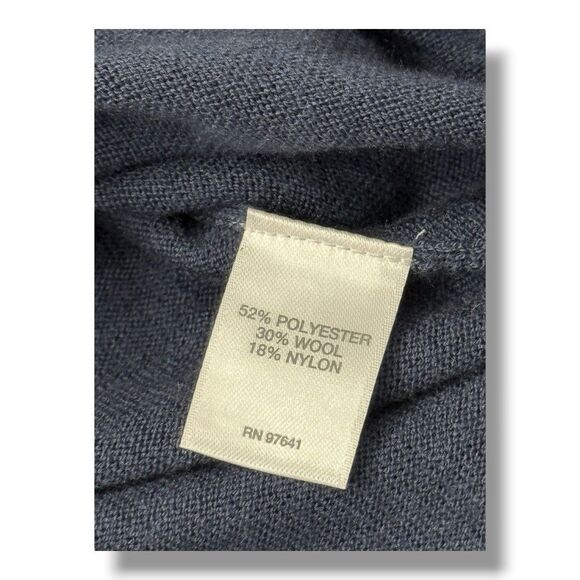 52% POLYESTER
30% WOOL
18% NYLON
RN 97641